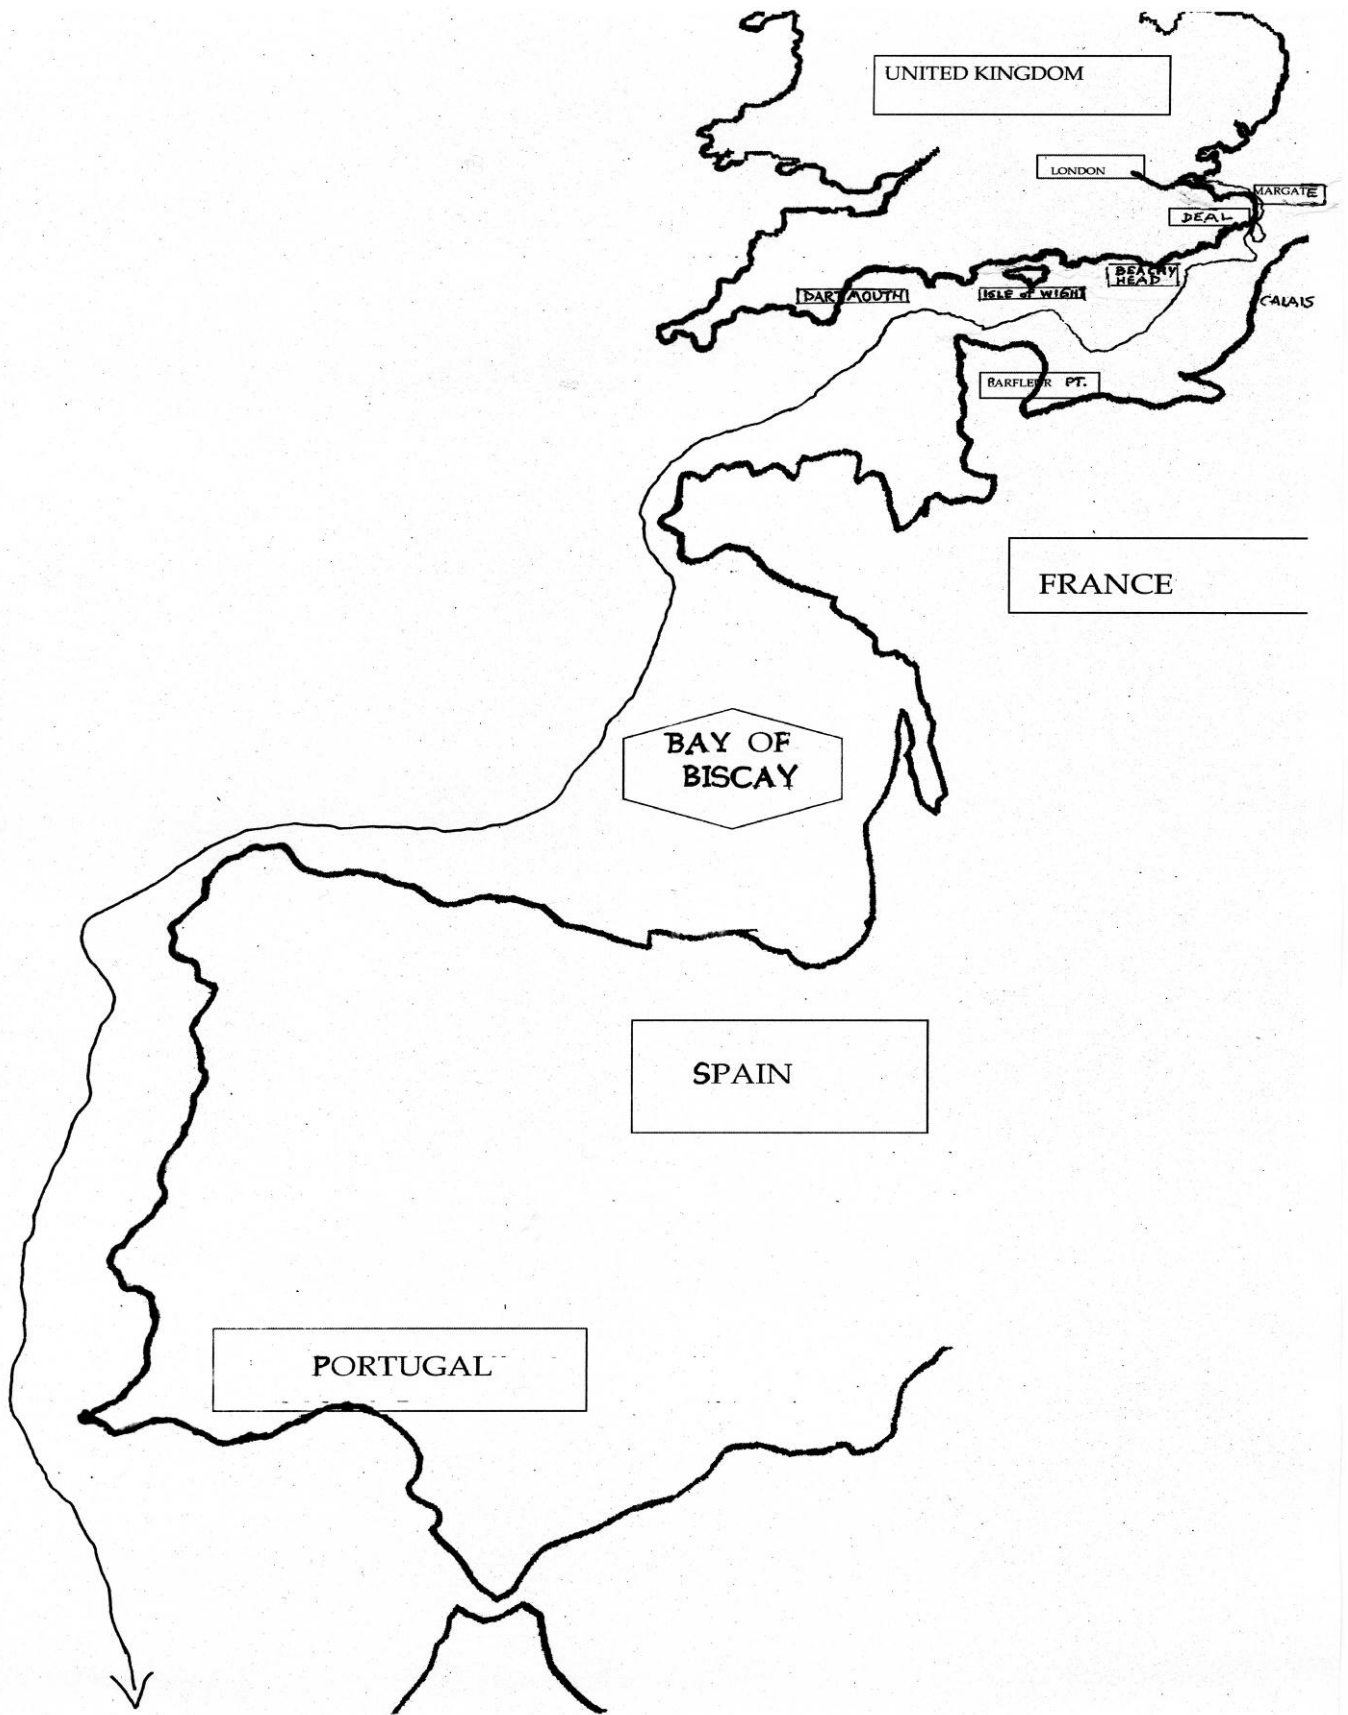 UNITED KINGDOM
LONDON
MARGATE
DEAL
BEACHY
HEAD
DARTMOUTH
ISLE of WIGHT
CALAIS
BARFLEUR PT.
FRANCE
BAY OF
BISCAY
SPAIN
PORTUGAL